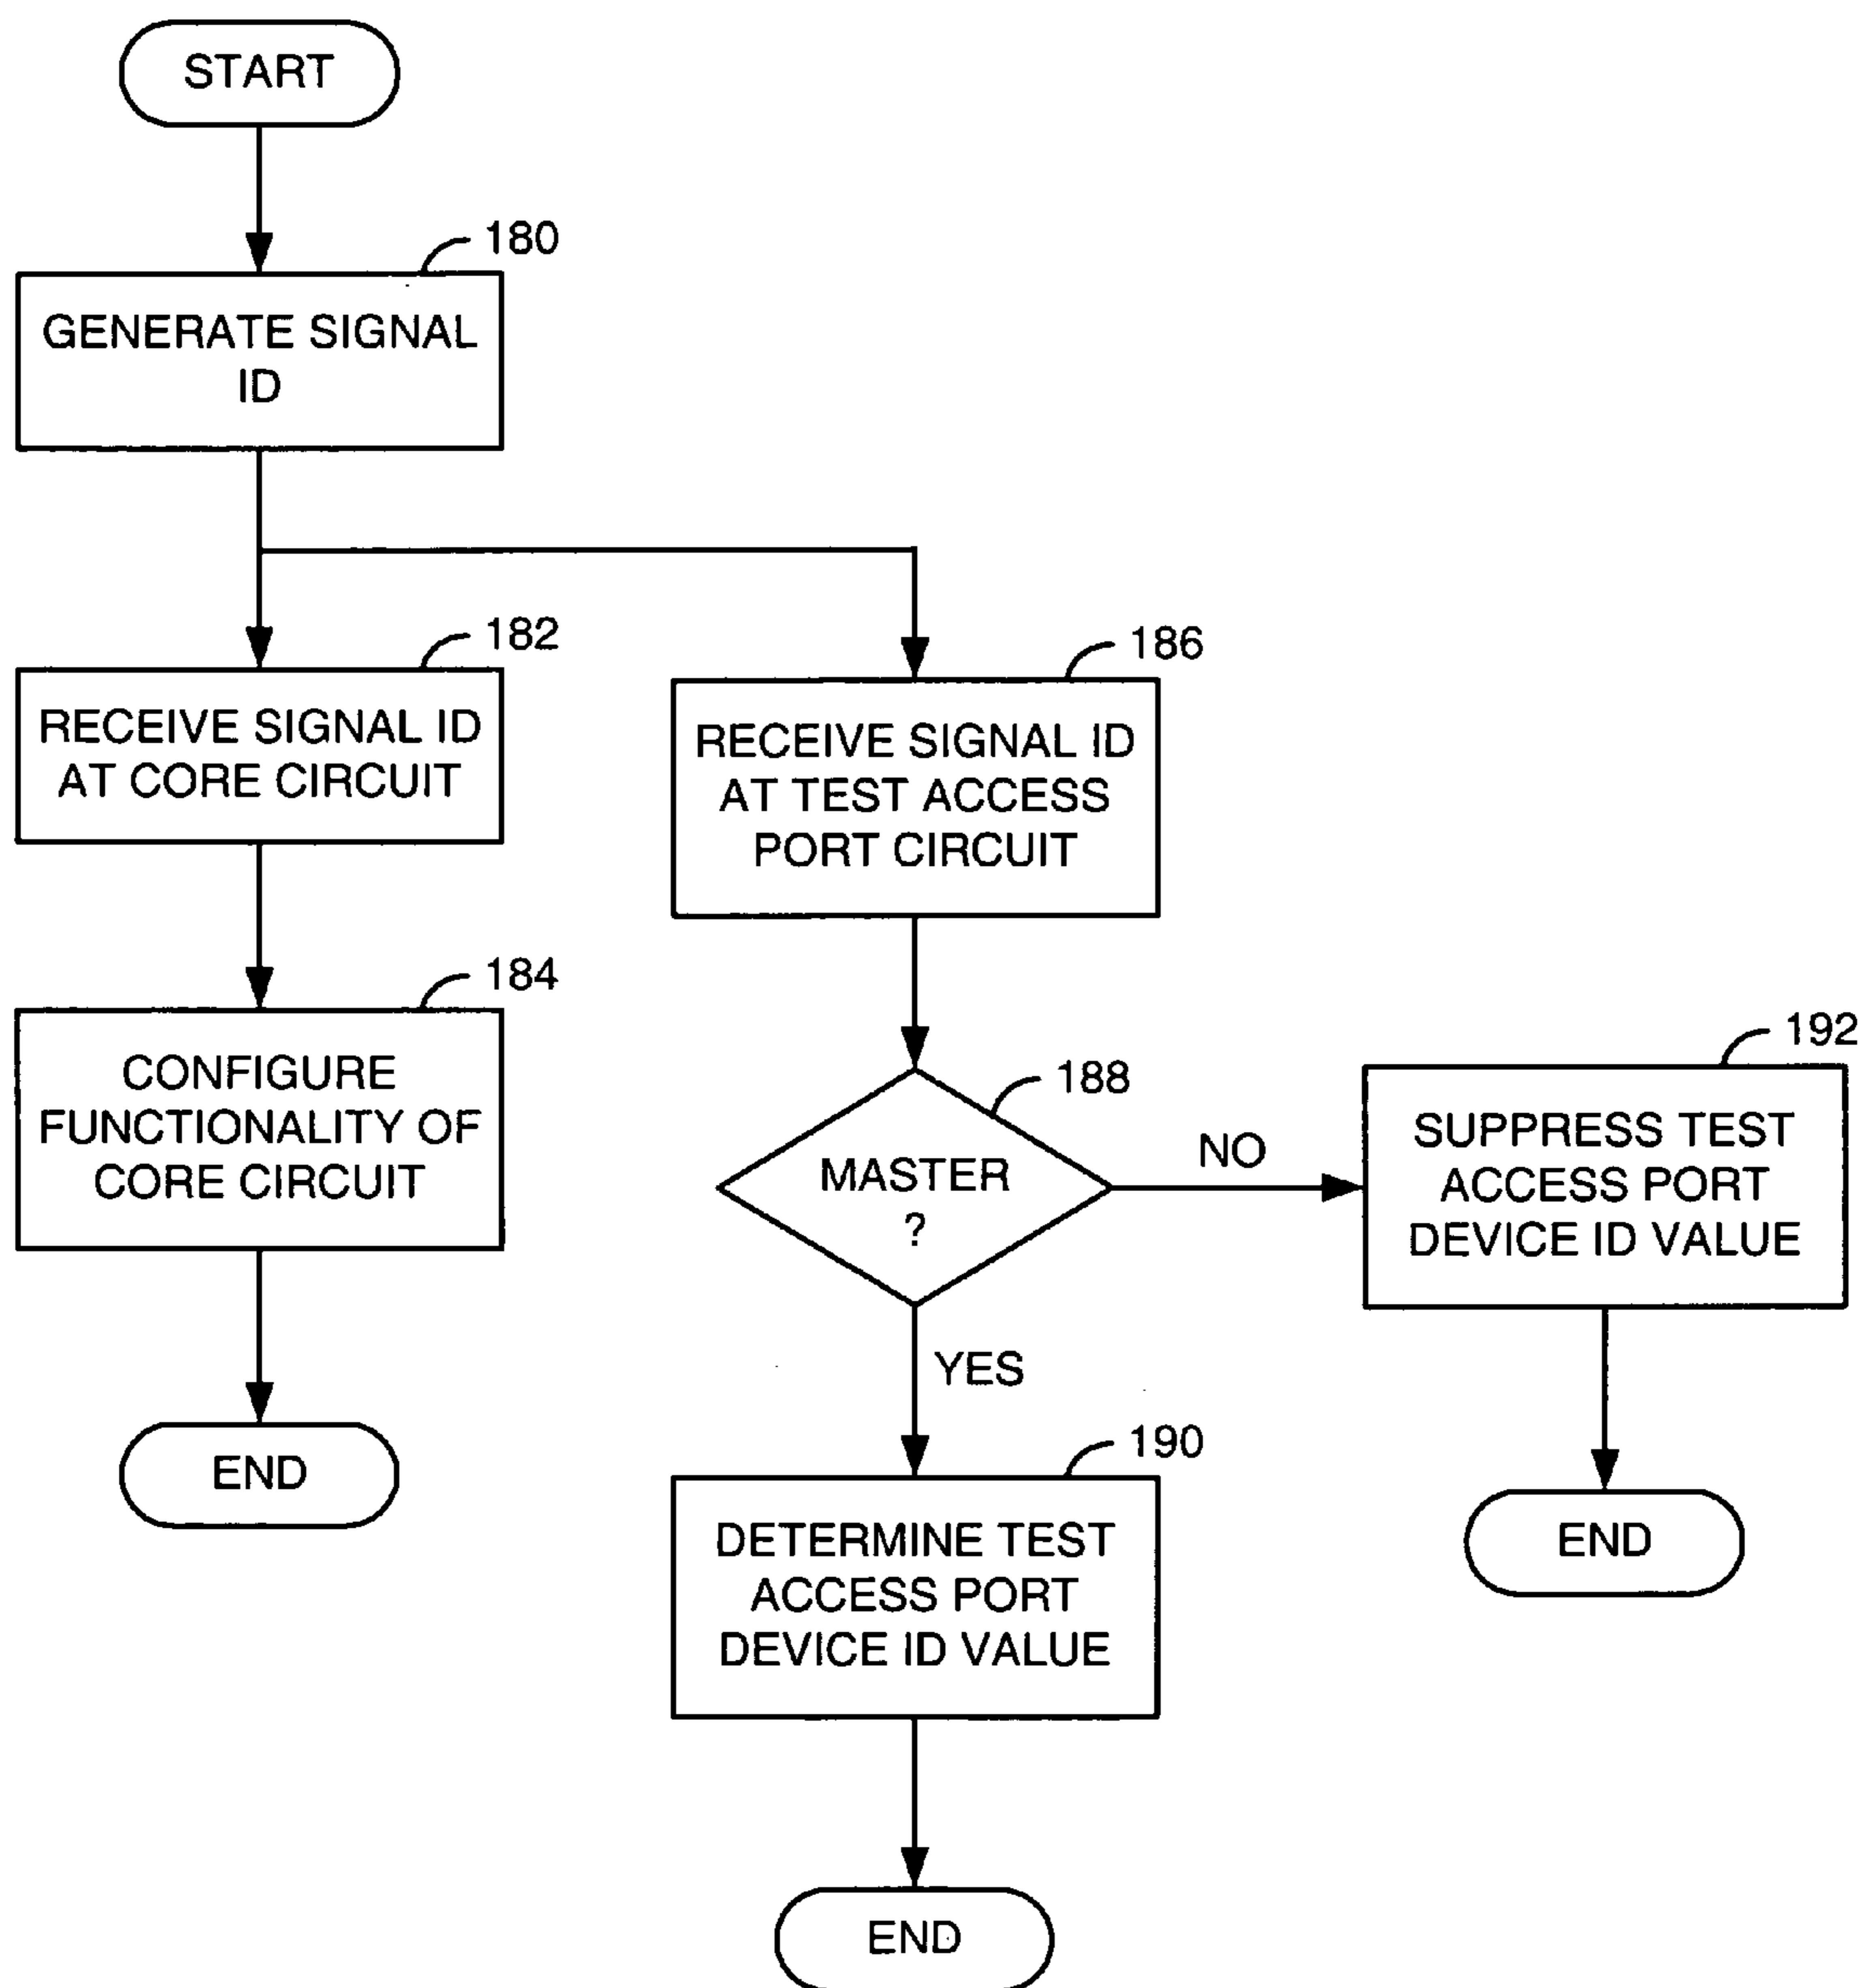 START
180
GENERATE SIGNAL
ID
182
RECEIVE SIGNAL ID
AT CORE CIRCUIT
184
CONFIGURE
FUNCTIONALITY OF
CORE CIRCUIT
END
186
RECEIVE SIGNAL ID
AT TEST ACCESS
PORT CIRCUIT
188
MASTER
?
NO
YES
192
SUPPRESS TEST
ACCESS PORT
DEVICE ID VALUE
END
190
DETERMINE TEST
ACCESS PORT
DEVICE ID VALUE
END